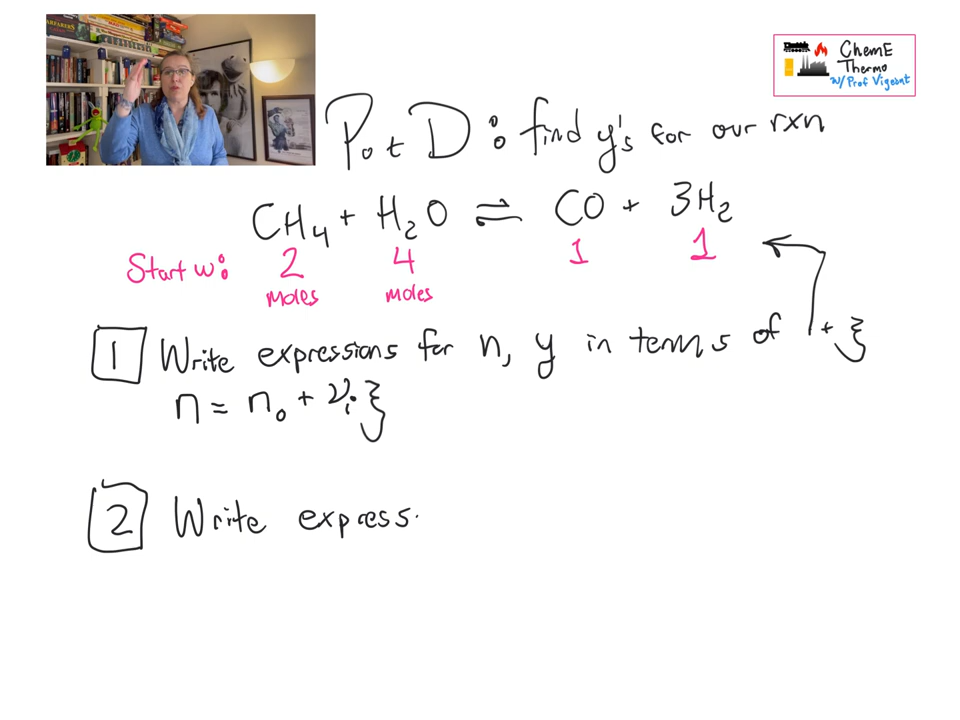 ChemE
Thermo
w/ Prof Vigeant
PotD: find y's for our rxn
CH₄ + H₂O ⇌ CO + 3H₂
Start w: 2 4 1 1
moles moles
1 Write expressions for n, y in terms of + ξ
n = n₀ + νᵢ ξ
2 Write express